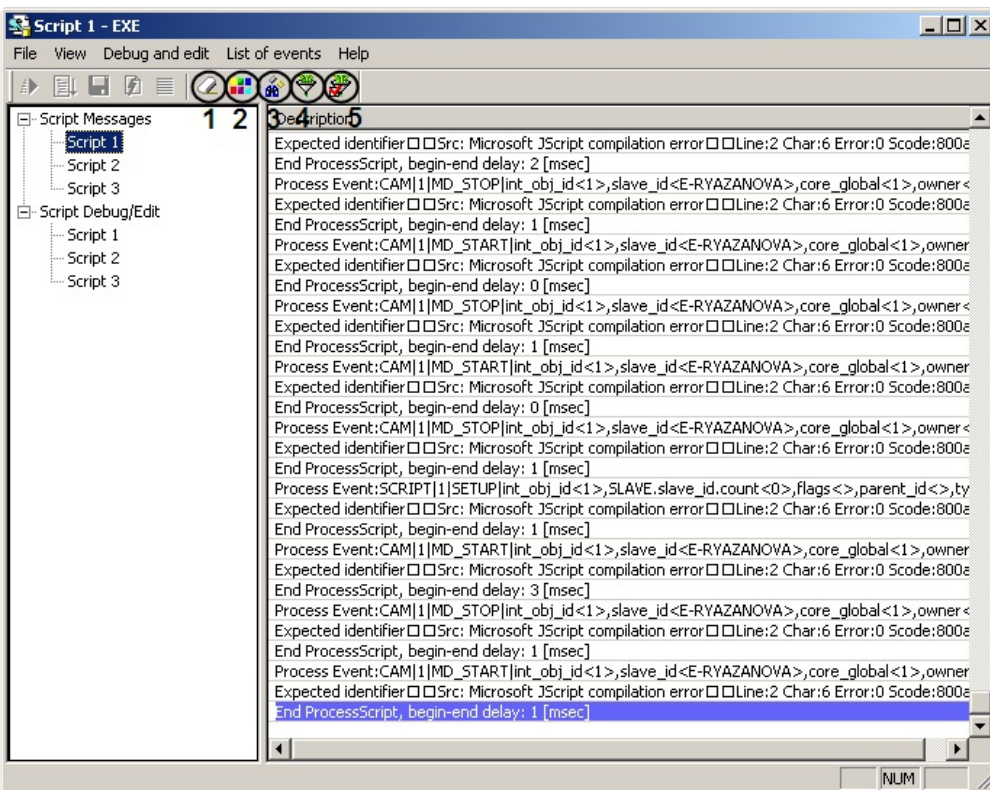 Script 1 - EXE
File View Debug and edit List of events Help
1 2 3 4 5
Script Messages
Script 1
Script 2
Script 3
Script Debug/Edit
Script 1
Script 2
Script 3
Description
Expected identifier□□Src: Microsoft JScript compilation error□□Line:2 Char:6 Error:0 Scode:800a
End ProcessScript, begin-end delay: 2 [msec]
Process Event:CAM|1|MD_STOP|int_obj_id<1>,slave_id<E-RYAZANOVA>,core_global<1>,owner<
Expected identifier□□Src: Microsoft JScript compilation error□□Line:2 Char:6 Error:0 Scode:800a
End ProcessScript, begin-end delay: 1 [msec]
Process Event:CAM|1|MD_START|int_obj_id<1>,slave_id<E-RYAZANOVA>,core_global<1>,owner
Expected identifier□□Src: Microsoft JScript compilation error□□Line:2 Char:6 Error:0 Scode:800a
End ProcessScript, begin-end delay: 0 [msec]
Process Event:CAM|1|MD_STOP|int_obj_id<1>,slave_id<E-RYAZANOVA>,core_global<1>,owner<
Expected identifier□□Src: Microsoft JScript compilation error□□Line:2 Char:6 Error:0 Scode:800a
End ProcessScript, begin-end delay: 1 [msec]
Process Event:CAM|1|MD_START|int_obj_id<1>,slave_id<E-RYAZANOVA>,core_global<1>,owner
Expected identifier□□Src: Microsoft JScript compilation error□□Line:2 Char:6 Error:0 Scode:800a
End ProcessScript, begin-end delay: 0 [msec]
Process Event:CAM|1|MD_STOP|int_obj_id<1>,slave_id<E-RYAZANOVA>,core_global<1>,owner<
Expected identifier□□Src: Microsoft JScript compilation error□□Line:2 Char:6 Error:0 Scode:800a
End ProcessScript, begin-end delay: 1 [msec]
Process Event:SCRIPT|1|SETUP|int_obj_id<1>,SLAVE.slave_id.count<0>,flags<>,parent_id<>,ty
Expected identifier□□Src: Microsoft JScript compilation error□□Line:2 Char:6 Error:0 Scode:800a
End ProcessScript, begin-end delay: 1 [msec]
Process Event:CAM|1|MD_START|int_obj_id<1>,slave_id<E-RYAZANOVA>,core_global<1>,owner
Expected identifier□□Src: Microsoft JScript compilation error□□Line:2 Char:6 Error:0 Scode:800a
End ProcessScript, begin-end delay: 3 [msec]
Process Event:CAM|1|MD_STOP|int_obj_id<1>,slave_id<E-RYAZANOVA>,core_global<1>,owner<
Expected identifier□□Src: Microsoft JScript compilation error□□Line:2 Char:6 Error:0 Scode:800a
End ProcessScript, begin-end delay: 1 [msec]
Process Event:CAM|1|MD_START|int_obj_id<1>,slave_id<E-RYAZANOVA>,core_global<1>,owner
Expected identifier□□Src: Microsoft JScript compilation error□□Line:2 Char:6 Error:0 Scode:800a
End ProcessScript, begin-end delay: 1 [msec]
NUM